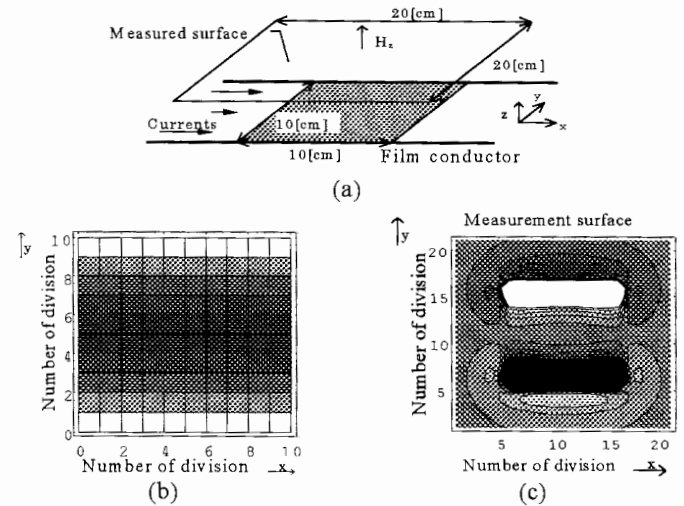 20[cm]
Measured surface
Hz
20[cm]
Currents
10[cm]
10[cm]
Film conductor
z
y
x
(a)
y
Number of division
10
8
6
4
2
0
0 2 4 6 8 10
Number of division x
(b)
Measurement surface
y
Number of division
20
15
10
5
5 10 15 20
Number of division x
(c)